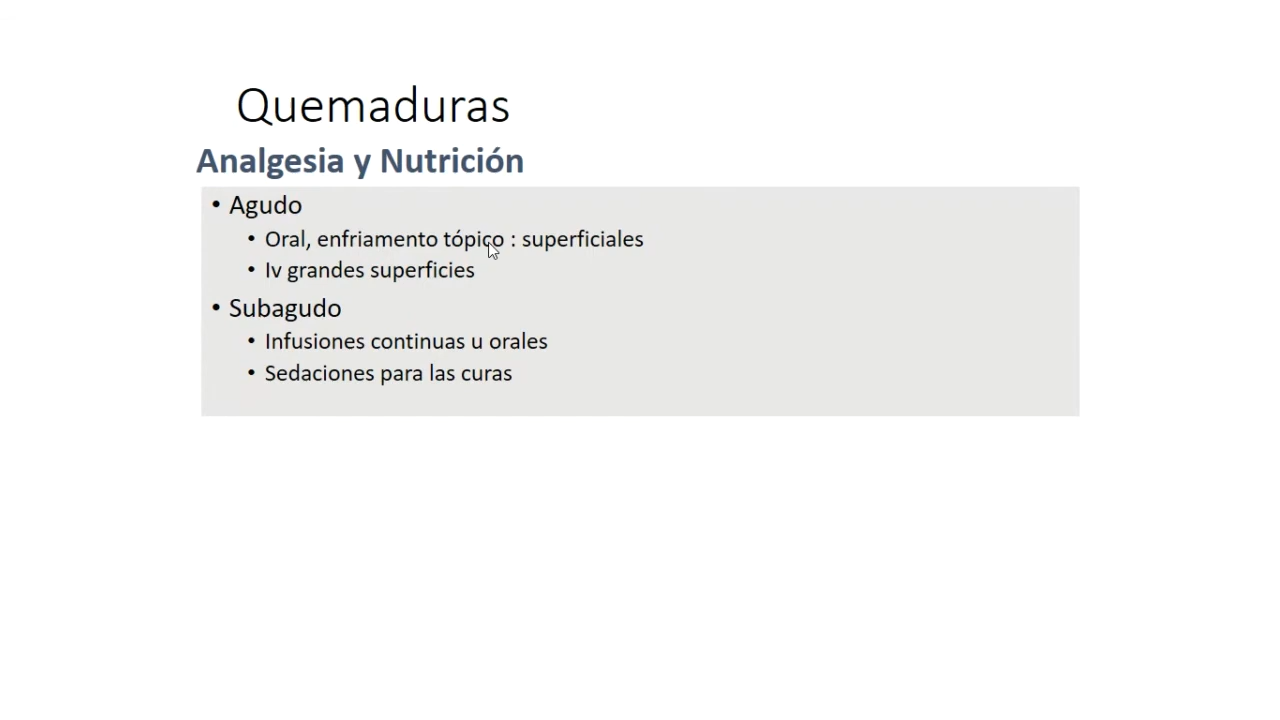 Quemaduras
Analgesia y Nutrición
• Agudo
• Oral, enfriamento tópico : superficiales
• Iv grandes superficies
• Subagudo
• Infusiones continuas u orales
• Sedaciones para las curas